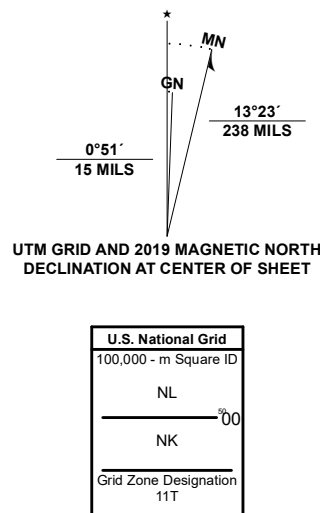 ★
MN
GN
13°23´
238 MILS
0°51´
15 MILS
UTM GRID AND 2019 MAGNETIC NORTH
DECLINATION AT CENTER OF SHEET
U.S. National Grid
100,000 - m Square ID
NL
50 00
NK
Grid Zone Designation
11T